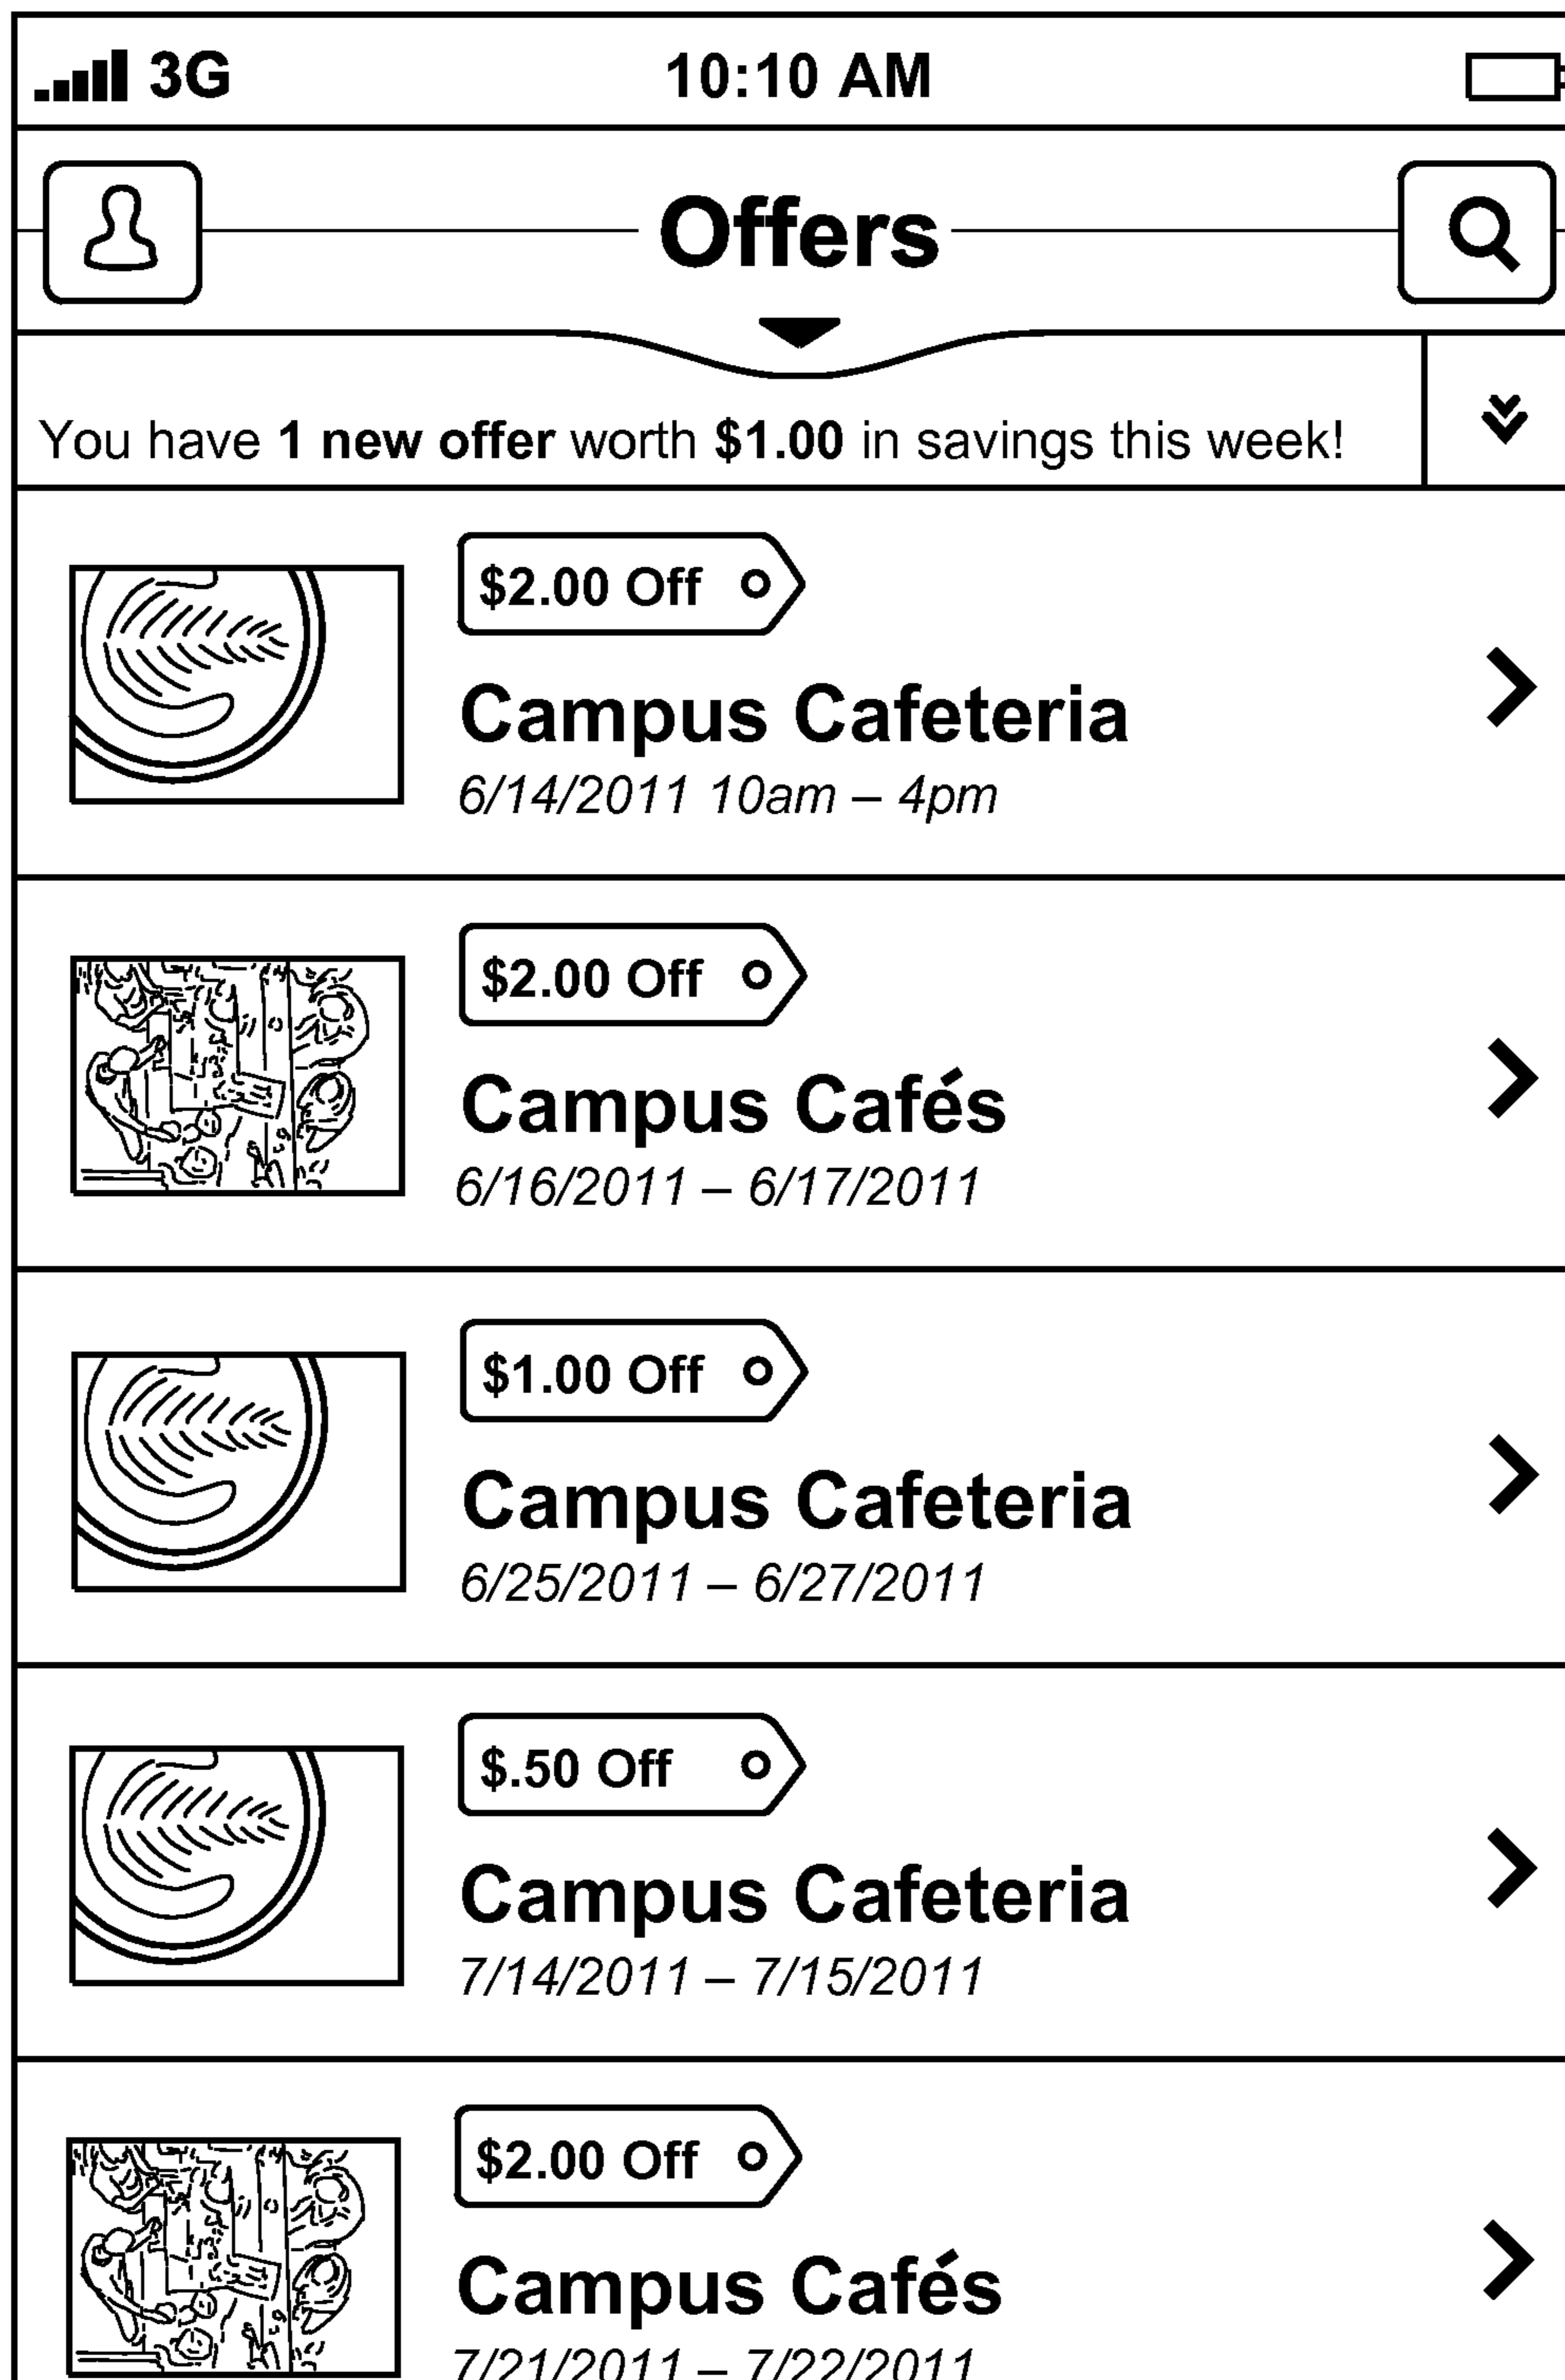 3G 10:10 AM
Offers
You have 1 new offer worth $1.00 in savings this week!
$2.00 Off
Campus Cafeteria
6/14/2011 10am – 4pm
$2.00 Off
Campus Cafés
6/16/2011 – 6/17/2011
$1.00 Off
Campus Cafeteria
6/25/2011 – 6/27/2011
$.50 Off
Campus Cafeteria
7/14/2011 – 7/15/2011
$2.00 Off
Campus Cafés
7/21/2011 – 7/22/2011